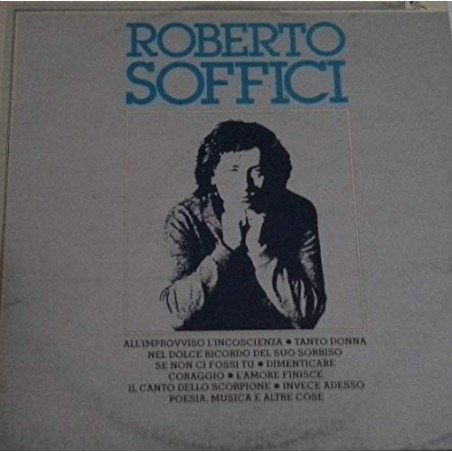 ROBERTO
SOFFICI
ALL'IMPROVVISO L'INCOSCIENZA • TANTO DONNA
NEL DOLCE RICORDO DEL SUO SORRISO
SE NON CI FOSSI TU • DIMENTICARE
CORAGGIO • L'AMORE FINISCE
IL CANTO DELLO SCORPIONE • INVECE ADESSO
POESIA, MUSICA E ALTRE COSE